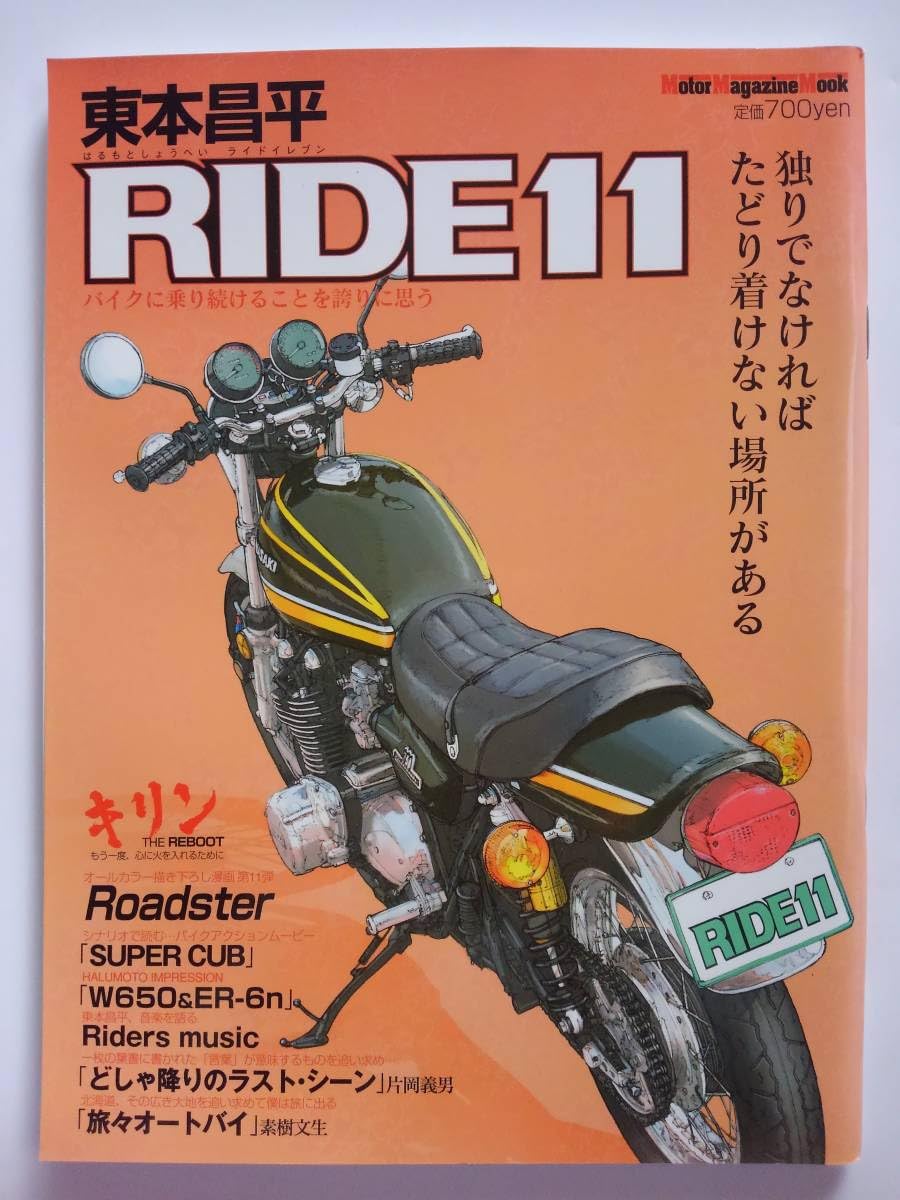 MotorMagazineMook
定価700yen
東本昌平
はるもとしょうへい ライドイレブン
RIDE11
バイクに乗り続けることを誇りに思う
独りでなければ
たどり着けない場所がある
キリン
THE REBOOT
もう一度、心に火を入れるために
オールカラー描き下ろし漫画 第11弾
Roadster
シナリオで読む…バイクアクションムービー
「SUPER CUB」
HALUMOTO IMPRESSION
「W650&ER-6n」
東本昌平、音楽を語る
Riders music
一枚の葉書に書かれた「言葉」が意味するものを追い求め…
「どしゃ降りのラスト・シーン」片岡義男
北海道、その広き大地を追い求めて僕は旅に出る
「旅々オートバイ」素樹文生
RIDE11